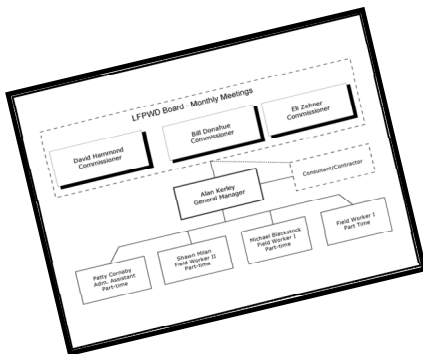 LFPWD Board - Monthly Meetings
David Hammond
Commissioner
Bill Donahue
Commissioner
Eli Zehner
Commissioner
Alan Kerley
General Manager
Consultant/Contractor
Patty Cornaby
Adm. Assistant
Part-time
Shawn Milan
Field Worker II
Part-time
Michael Blackstock
Field Worker I
Part-time
Field Worker I
Part Time